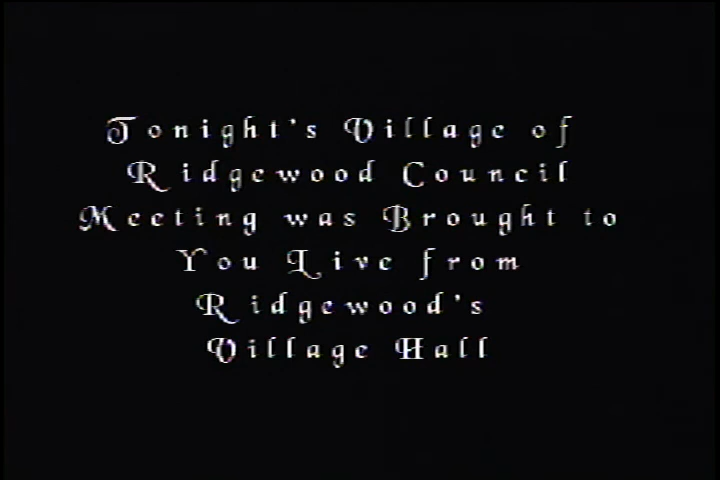 Tonight's Village of
Ridgewood Council
Meeting was Brought to
You Live from
Ridgewood's
Village Hall